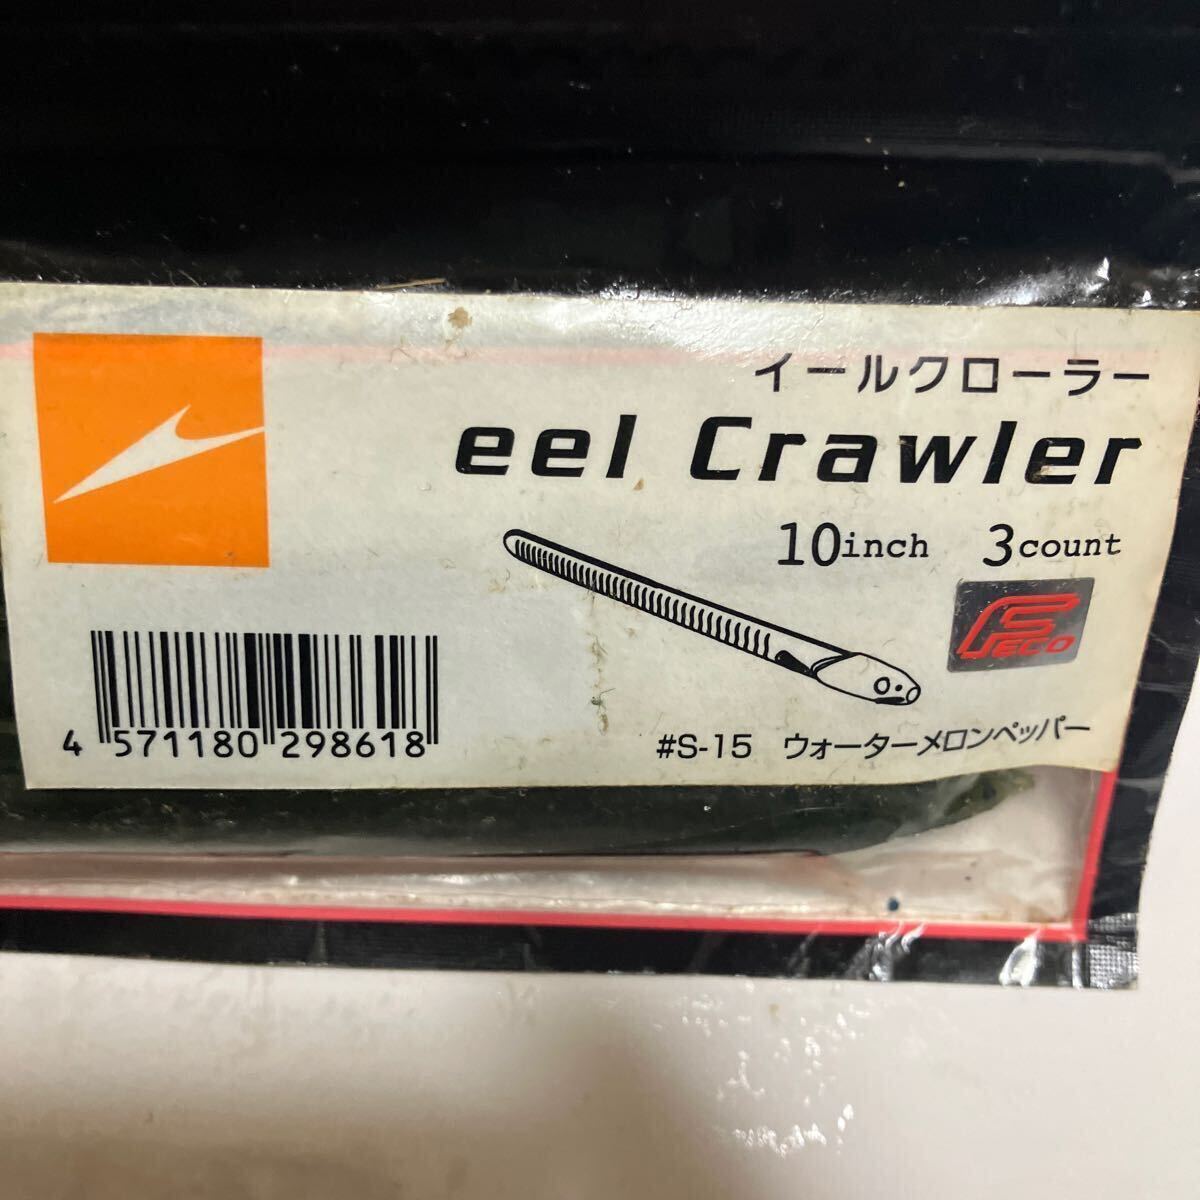 イールクローラー
eel Crawler
10inch 3count
FECO
4 571180 298618
#S-15 ウォーターメロンペッパー